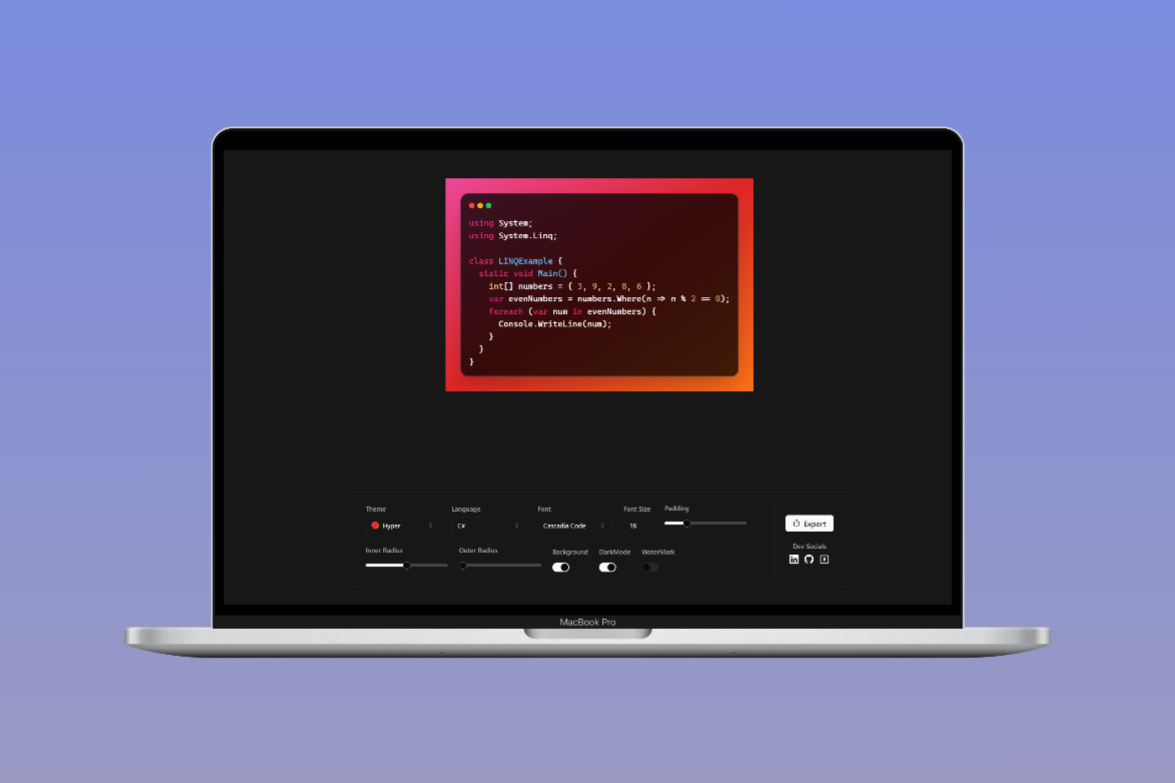 using System;
using System.Linq;
class LINQExample {
static void Main() {
int[] numbers = { 3, 9, 2, 8, 6 };
var evenNumbers = numbers.Where(n => n % 2 == 0);
foreach (var num in evenNumbers) {
Console.WriteLine(num);
}
}
}
Theme Language Font Font Size Padding
Hyper C# Cascadia Code Export
Dev Socials
Inner Radius Outer Radius Background DarkMode WaterMark
MacBook Pro